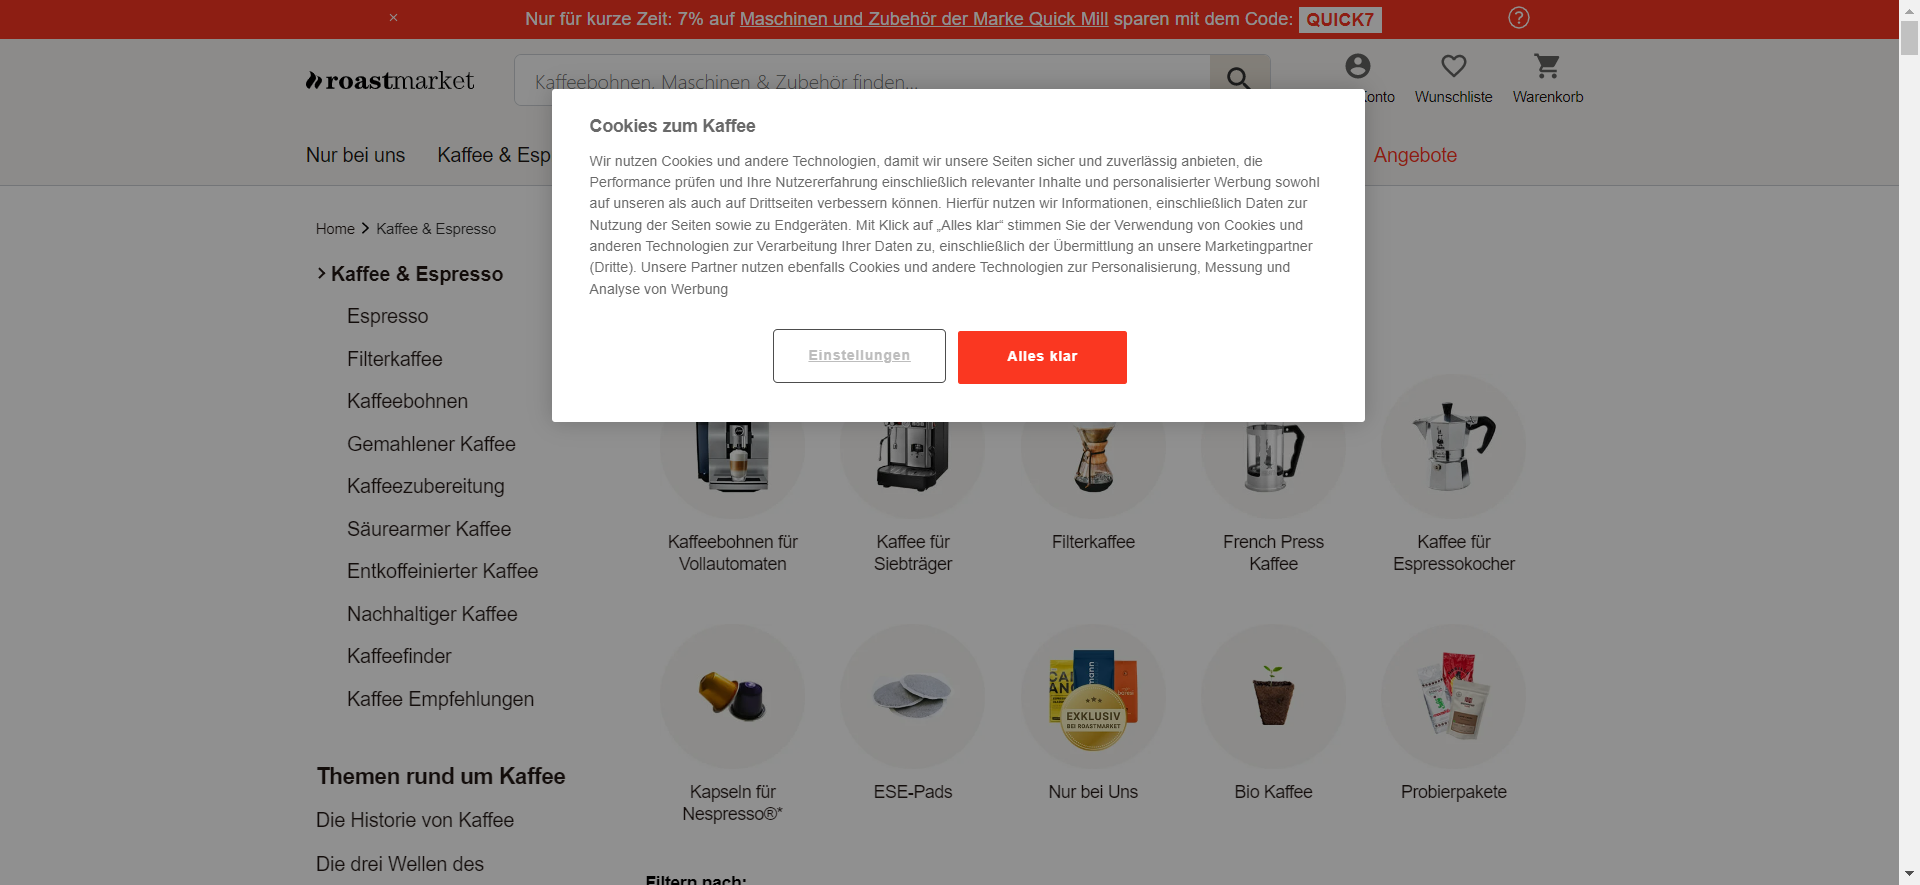 × Nur für kurze Zeit: 7% auf Maschinen und Zubehör der Marke Quick Mill sparen mit dem Code: QUICK7 ?
roastmarket
Kaffeebohnen, Maschinen & Zubehör finden...
onto
Wunschliste
Warenkorb
Nur bei uns
Kaffee & Esp
Angebote
Cookies zum Kaffee
Wir nutzen Cookies und andere Technologien, damit wir unsere Seiten sicher und zuverlässig anbieten, die
Performance prüfen und Ihre Nutzererfahrung einschließlich relevanter Inhalte und personalisierter Werbung sowohl
auf unseren als auch auf Drittseiten verbessern können. Hierfür nutzen wir Informationen, einschließlich Daten zur
Nutzung der Seiten sowie zu Endgeräten. Mit Klick auf „Alles klar“ stimmen Sie der Verwendung von Cookies und
anderen Technologien zur Verarbeitung Ihrer Daten zu, einschließlich der Übermittlung an unsere Marketingpartner
(Dritte). Unsere Partner nutzen ebenfalls Cookies und andere Technologien zur Personalisierung, Messung und
Analyse von Werbung
Einstellungen
Alles klar
Home > Kaffee & Espresso
> Kaffee & Espresso
Espresso
Filterkaffee
Kaffeebohnen
Gemahlener Kaffee
Kaffeezubereitung
Säurearmer Kaffee
Entkoffeinierter Kaffee
Nachhaltiger Kaffee
Kaffeefinder
Kaffee Empfehlungen
Themen rund um Kaffee
Die Historie von Kaffee
Die drei Wellen des
Kaffeebohnen für
Vollautomaten
Kaffee für
Siebträger
Filterkaffee
French Press
Kaffee
Kaffee für
Espressokocher
Kapseln für
Nespresso®*
ESE-Pads
EXKLUSIV
BEI ROASTMARKET
Nur bei Uns
Bio Kaffee
Probierpakete
Filtern nach: